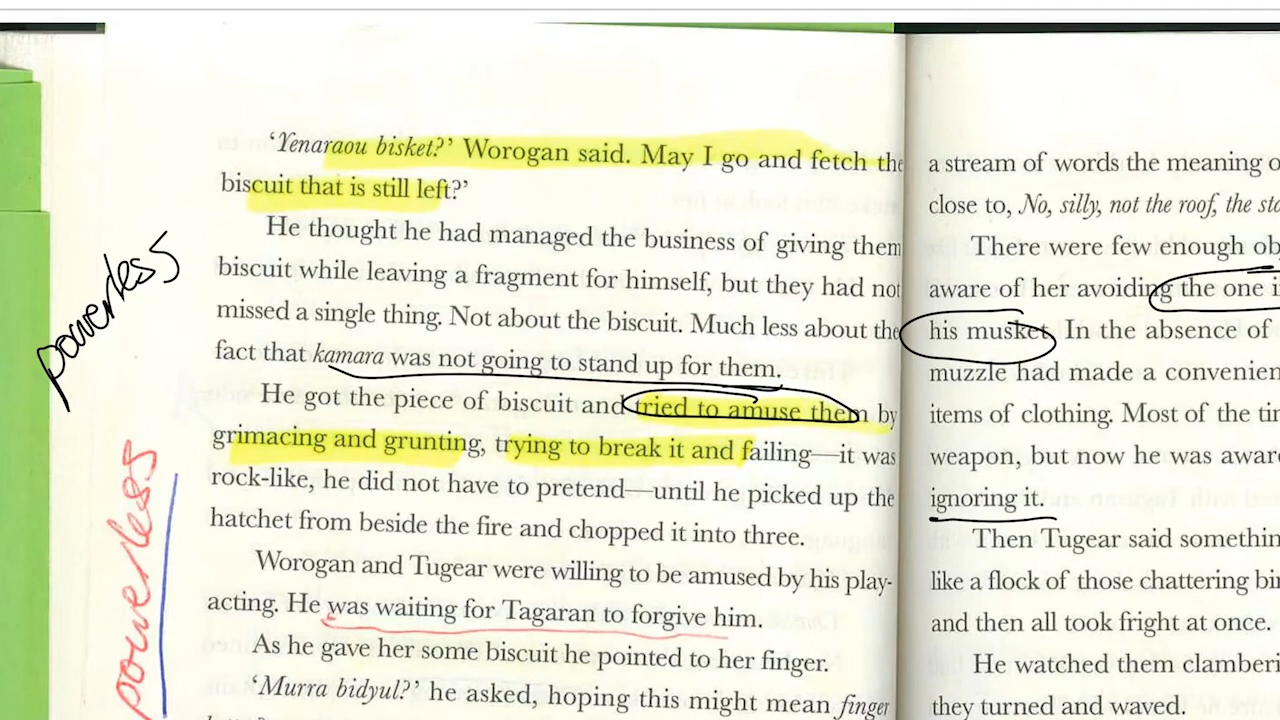 ‘Yenaraou bisket?’ Worogan said. May I go and fetch the
biscuit that is still left?’
He thought he had managed the business of giving them
biscuit while leaving a fragment for himself, but they had not
missed a single thing. Not about the biscuit. Much less about the
fact that kamara was not going to stand up for them.
He got the piece of biscuit and tried to amuse them by
grimacing and grunting, trying to break it and failing—it was
rock-like, he did not have to pretend—until he picked up the
hatchet from beside the fire and chopped it into three.
Worogan and Tugear were willing to be amused by his play-
acting. He was waiting for Tagaran to forgive him.
As he gave her some biscuit he pointed to her finger.
‘Murra bidyul?’ he asked, hoping this might mean finger
powerless
powerless
a stream of words the meaning o
close to, No, silly, not the roof, the sta
There were few enough ob
aware of her avoiding the one i
his musket. In the absence of
muzzle had made a convenien
items of clothing. Most of the tim
weapon, but now he was aware
ignoring it.
Then Tugear said somethin
like a flock of those chattering bir
and then all took fright at once.
He watched them clamberi
they turned and waved.